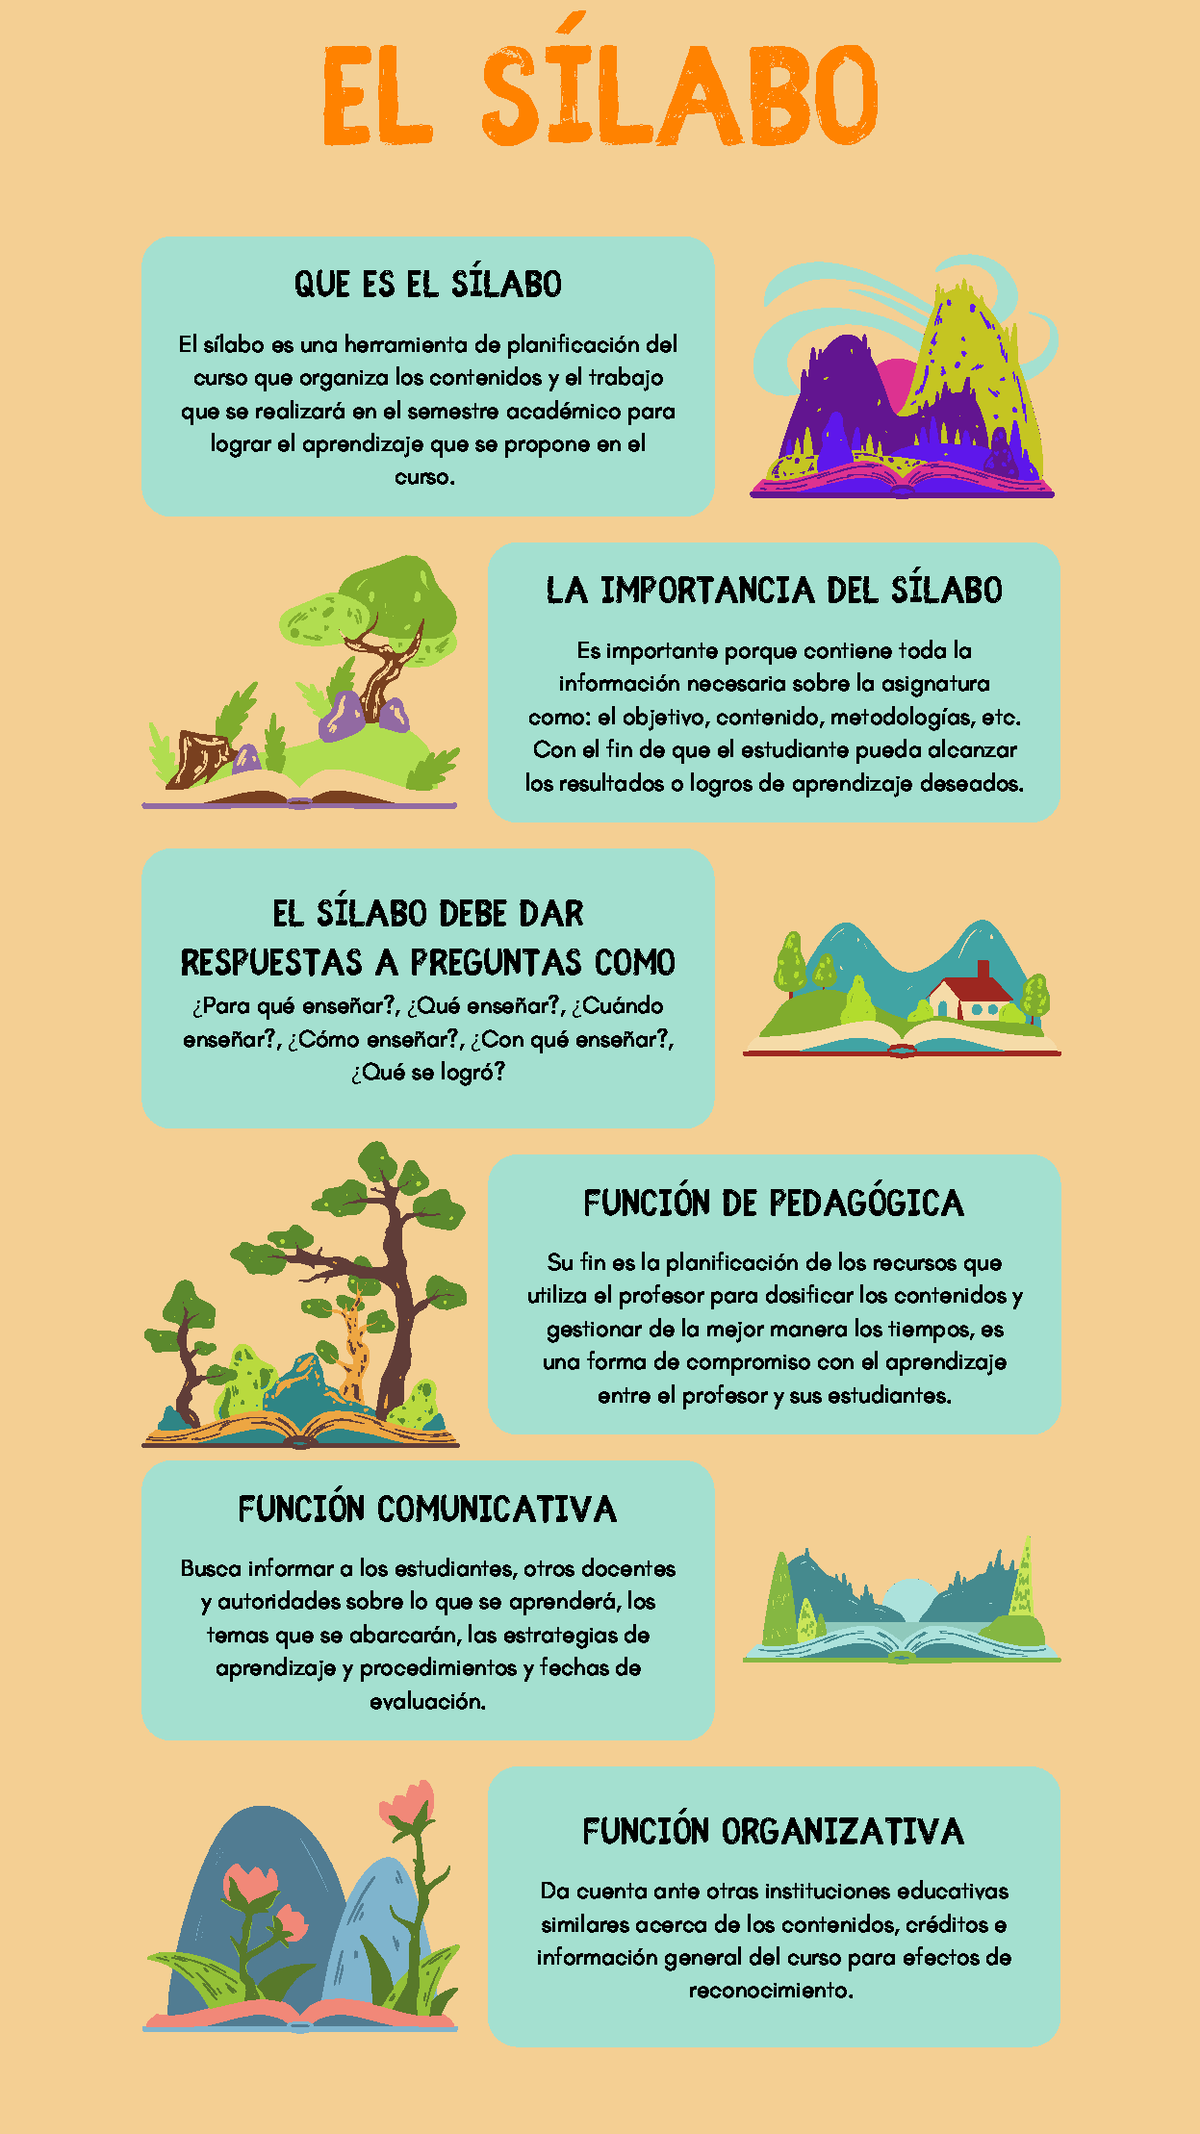 EL SÍLABO
QUE ES EL SÍLABO
El sílabo es una herramienta de planificación del
curso que organiza los contenidos y el trabajo
que se realizará en el semestre académico para
lograr el aprendizaje que se propone en el
curso.
LA IMPORTANCIA DEL SÍLABO
Es importante porque contiene toda la
información necesaria sobre la asignatura
como: el objetivo, contenido, metodologías, etc.
Con el fin de que el estudiante pueda alcanzar
los resultados o logros de aprendizaje deseados.
EL SÍLABO DEBE DAR
RESPUESTAS A PREGUNTAS COMO
¿Para qué enseñar?, ¿Qué enseñar?, ¿Cuándo
enseñar?, ¿Cómo enseñar?, ¿Con qué enseñar?,
¿Qué se logró?
FUNCIÓN DE PEDAGÓGICA
Su fin es la planificación de los recursos que
utiliza el profesor para dosificar los contenidos y
gestionar de la mejor manera los tiempos, es
una forma de compromiso con el aprendizaje
entre el profesor y sus estudiantes.
FUNCIÓN COMUNICATIVA
Busca informar a los estudiantes, otros docentes
y autoridades sobre lo que se aprenderá, los
temas que se abarcarán, las estrategias de
aprendizaje y procedimientos y fechas de
evaluación.
FUNCIÓN ORGANIZATIVA
Da cuenta ante otras instituciones educativas
similares acerca de los contenidos, créditos e
información general del curso para efectos de
reconocimiento.